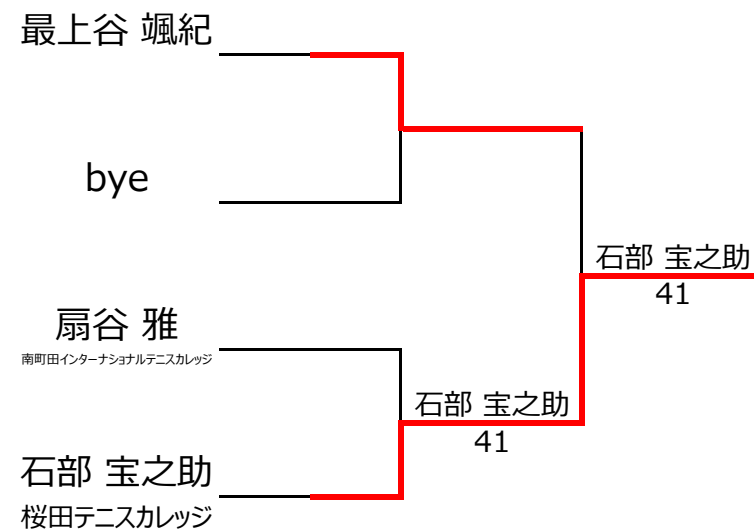 最上谷 颯紀
bye
石部 宝之助
41
扇谷 雅
南町田インターナショナルテニスカレッジ
石部 宝之助
41
石部 宝之助
桜田テニスカレッジ